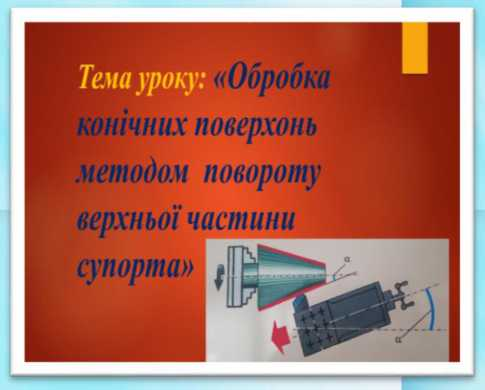 Тема уроку: «Обробка
конічних поверхонь
методом повороту
верхньої частини
супорта»
α
α